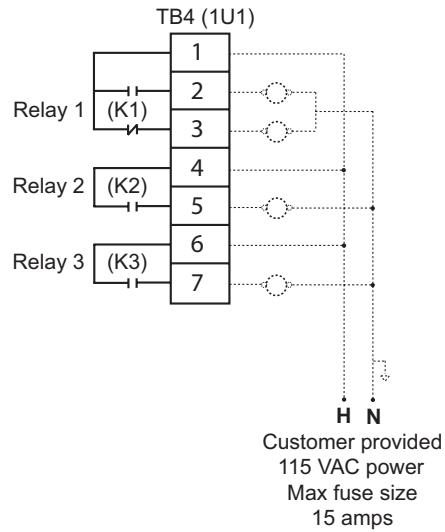 TB4 (1U1)
1
2
Relay 1 (K1)
3
4
Relay 2 (K2)
5
6
Relay 3 (K3)
7
H N
Customer provided
115 VAC power
Max fuse size
15 amps